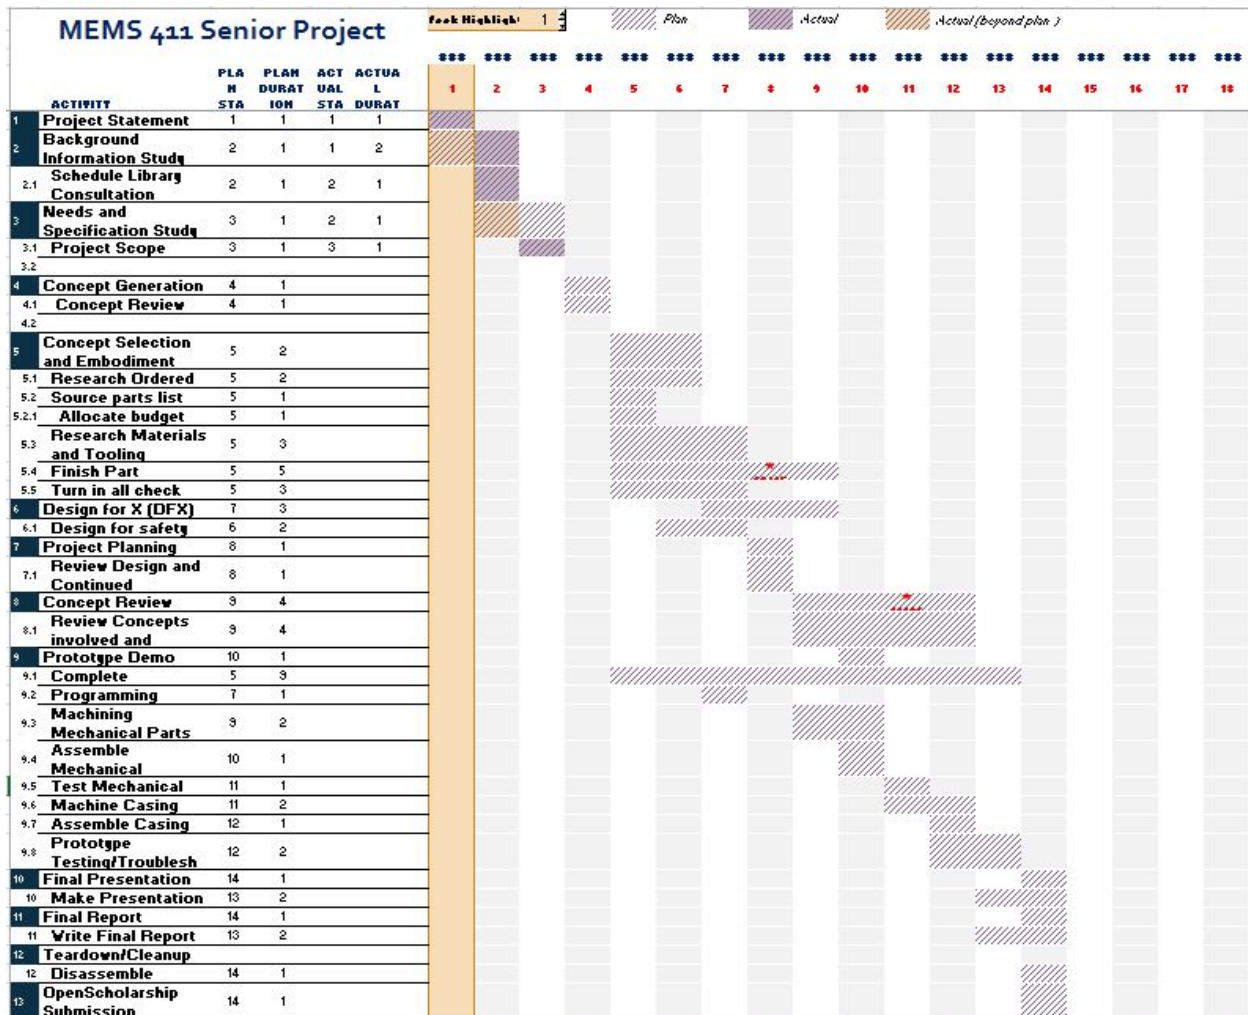 MEMS 411 Senior Project
1
Plan
Actual
Actual (beyond plan)
### ### ### ### ### ### ### ### ### ### ### ### ### ### ### ### ### ###
ACTIVITY
PLA
N
STA
PLAN
DURAT
ION
ACT
UAL
STA
ACTUA
L
DURAT
1 2 3 4 5 6 7 8 9 10 11 12 13 14 15 16 17 18
1 Project Statement 1 1 1 1
2 Background
Information Study 2 1 1 2
2.1 Schedule Library
Consultation 2 1 2 1
3 Needs and
Specification Study 3 1 2 1
3.1 Project Scope 3 1 3 1
3.2
4 Concept Generation 4 1
4.1 Concept Review 4 1
4.2
5 Concept Selection
and Embodiment 5 2
5.1 Research Ordered 5 2
5.2 Source parts list 5 1
5.2.1 Allocate budget 5 1
5.3 Research Materials
and Tooling 5 3
5.4 Finish Part 5 5
5.5 Turn in all check 5 3
6 Design for X (DFX) 7 3
6.1 Design for safety 6 2
7 Project Planning 8 1
7.1 Review Design and
Continued 8 1
8 Concept Review 9 4
8.1 Review Concepts
involved and 9 4
9 Prototype Demo 10 1
9.1 Complete 5 9
9.2 Programming 7 1
9.3 Machining
Mechanical Parts 9 2
9.4 Assemble
Mechanical 10 1
9.5 Test Mechanical 11 1
9.6 Machine Casing 11 2
9.7 Assemble Casing 12 1
9.8 Prototype
Testing/Troublesh 12 2
10 Final Presentation 14 1
10 Make Presentation 13 2
11 Final Report 14 1
11 Write Final Report 13 2
12 Teardown/Cleanup
12 Disassemble 14 1
13 OpenScholarship
Submission 14 1